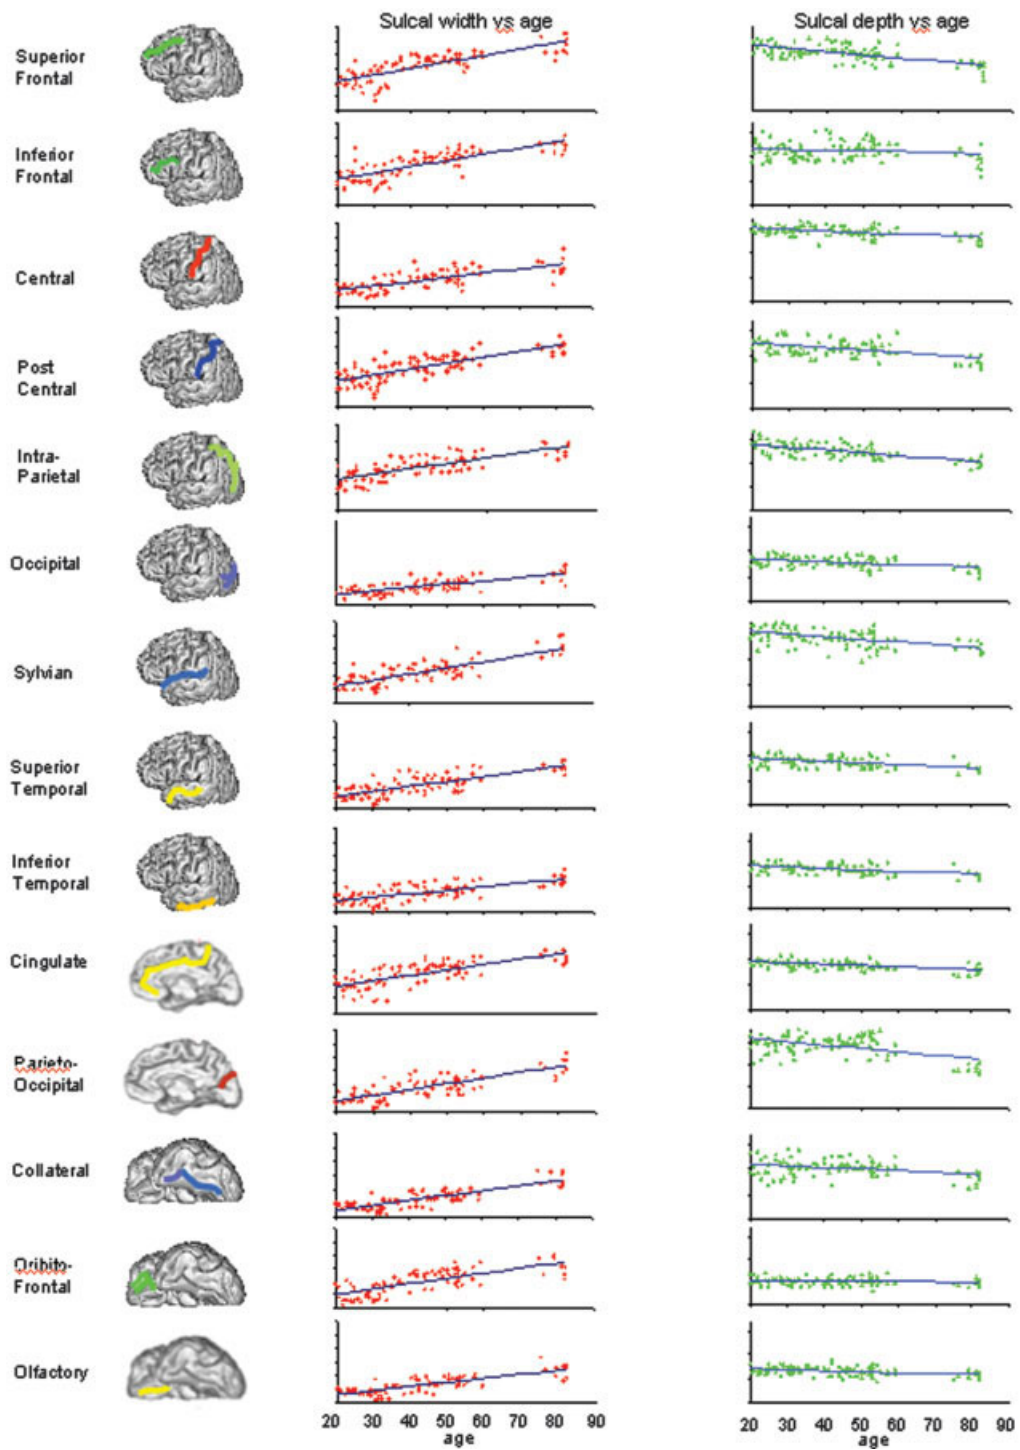 Sulcal width vs age
Sulcal depth vs age
Superior
Frontal
Inferior
Frontal
Central
Post
Central
Intra-
Parietal
Occipital
Sylvian
Superior
Temporal
Inferior
Temporal
Cingulate
Parieto-
Occipital
Collateral
Oribito-
Frontal
Olfactory
20 30 40 50 60 70 80 90
age
20 30 40 50 60 70 80 90
age